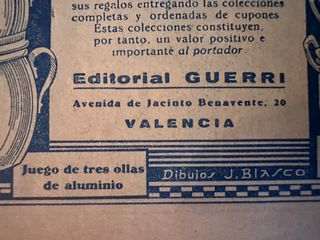 sus regalos entregando las colecciones
completas y ordenadas de cupones
Estas colecciones constituyen,
por tanto, un valor positivo e
importante al portador.
Editorial GUERRI
Avenida de Jacinto Benavente, 20
VALENCIA
Juego de tres ollas
de aluminio
Dibujos J. BLASCO